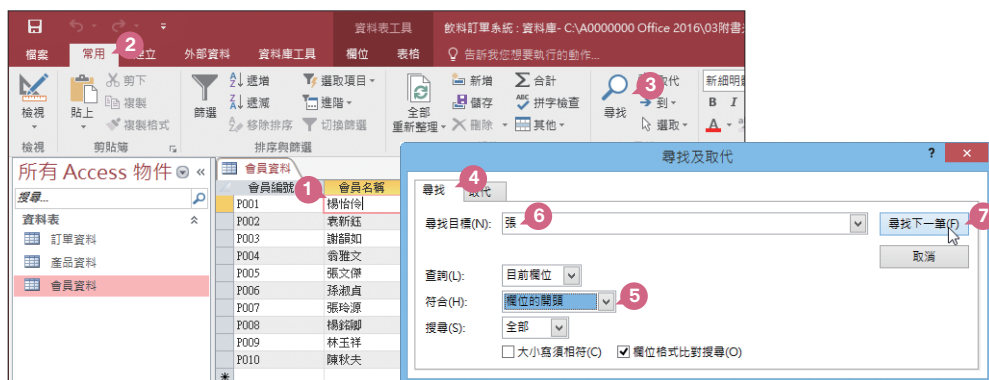 資料表工具 飲料訂單系統 : 資料庫- C:\A0000000 Office 2016\03附書
檔案 常用 2 建立 外部資料 資料庫工具 欄位 表格 告訴我您想要執行的動作...
檢視 貼上 剪下 複製 複製格式
篩選 遞增 遞減 移除排序 選取項目 進階 切換篩選
全部重新整理 新增 儲存 刪除 合計 拼字檢查 其他
尋找 3 取代 到 選取
新細明
B I
A
檢視 剪貼簿 排序與篩選
所有 Access 物件 «
搜尋...
資料表
訂單資料
產品資料
會員資料
會員資料
會員編號 1 會員名稱
P001 楊怡伶
P002 袁新鈺
P003 謝韻如
P004 翁雅文
P005 張文傑
P006 孫淑貞
P007 張玲源
P008 楊銘卿
P009 林玉祥
P010 陳秋夫
尋找及取代 ? ×
尋找 4 取代
尋找目標(N): 張 6 尋找下一筆(F) 7
取消
查詢(L): 目前欄位
符合(H): 欄位的開頭 5
搜尋(S): 全部
大小寫須相符(C) 欄位格式比對搜尋(O)